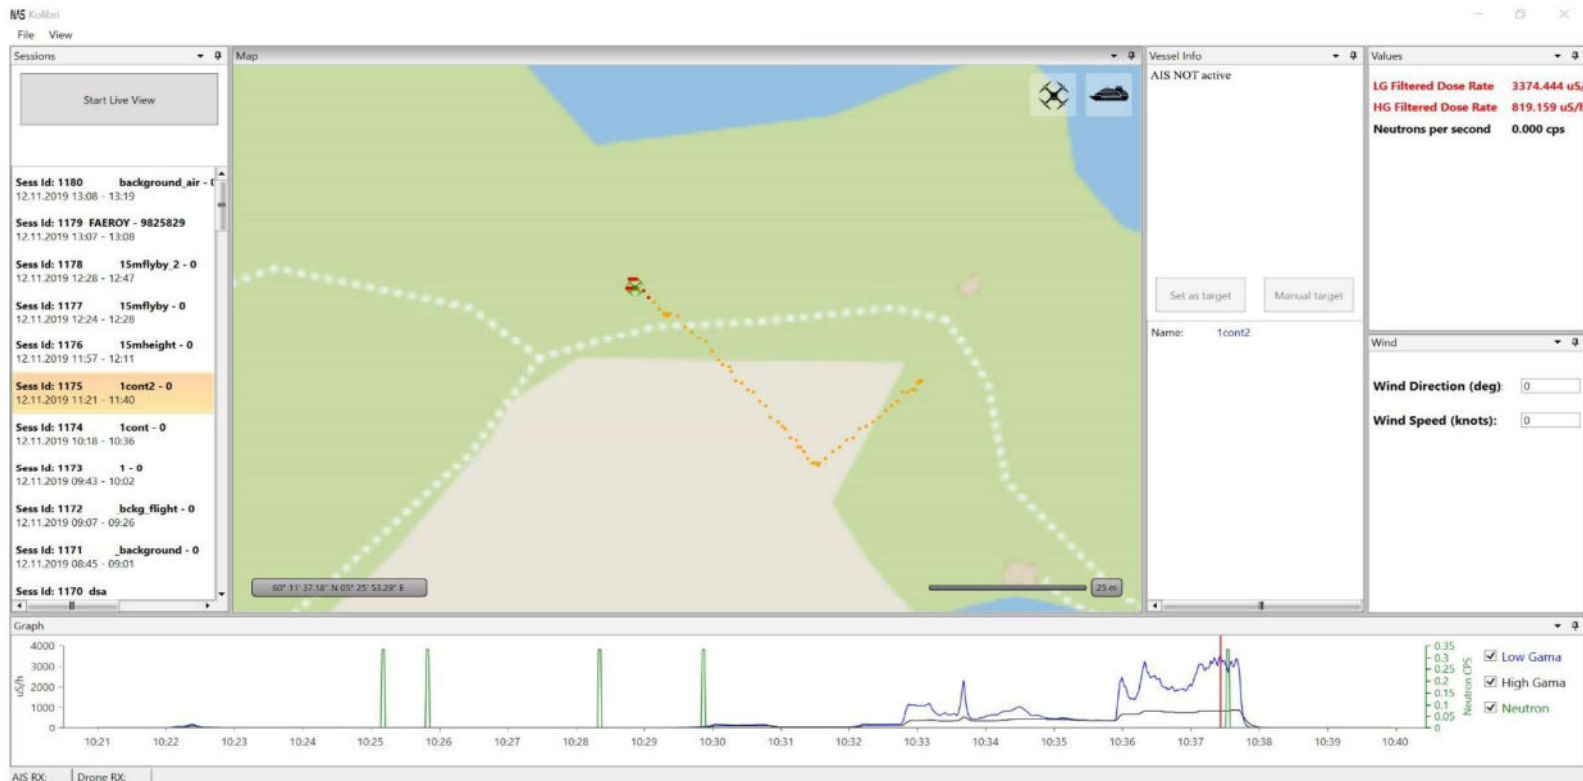 NAS Kolibri
File View
Sessions
Start Live View
Sess Id: 1180 background_air - 0
12.11.2019 13:08 - 13:19
Sess Id: 1179 FAEROY - 9825829
12.11.2019 13:07 - 13:08
Sess Id: 1178 15mflyby_2 - 0
12.11.2019 12:28 - 12:47
Sess Id: 1177 15mflyby - 0
12.11.2019 12:24 - 12:28
Sess Id: 1176 15mheight - 0
12.11.2019 11:57 - 12:11
Sess Id: 1175 1cont2 - 0
12.11.2019 11:21 - 11:40
Sess Id: 1174 1cont - 0
12.11.2019 10:18 - 10:36
Sess Id: 1173 1 - 0
12.11.2019 09:43 - 10:02
Sess Id: 1172 _bckg_flight - 0
12.11.2019 09:07 - 09:26
Sess Id: 1171 _background - 0
12.11.2019 08:45 - 09:01
Sess Id: 1170 dsa
Map
60° 11' 37.18" N 05° 25' 53.29" E
25 m
Vessel Info
AIS NOT active
Set as target Manual target
Name: 1cont2
Values
LG Filtered Dose Rate 3374.444 uS/
HG Filtered Dose Rate 819.159 uS/h
Neutrons per second 0.000 cps
Wind
Wind Direction (deg) 0
Wind Speed (knots): 0
Graph
4000
3000
2000
1000
0
uS/h
10:21 10:22 10:23 10:24 10:25 10:26 10:27 10:28 10:29 10:30 10:31 10:32 10:33 10:34 10:35 10:36 10:37 10:38 10:39 10:40
0.35
0.3
0.25
0.2
0.15
0.1
0.05
0
Neutron CPS
Low Gama
High Gama
Neutron
AIS RX: Drone RX: